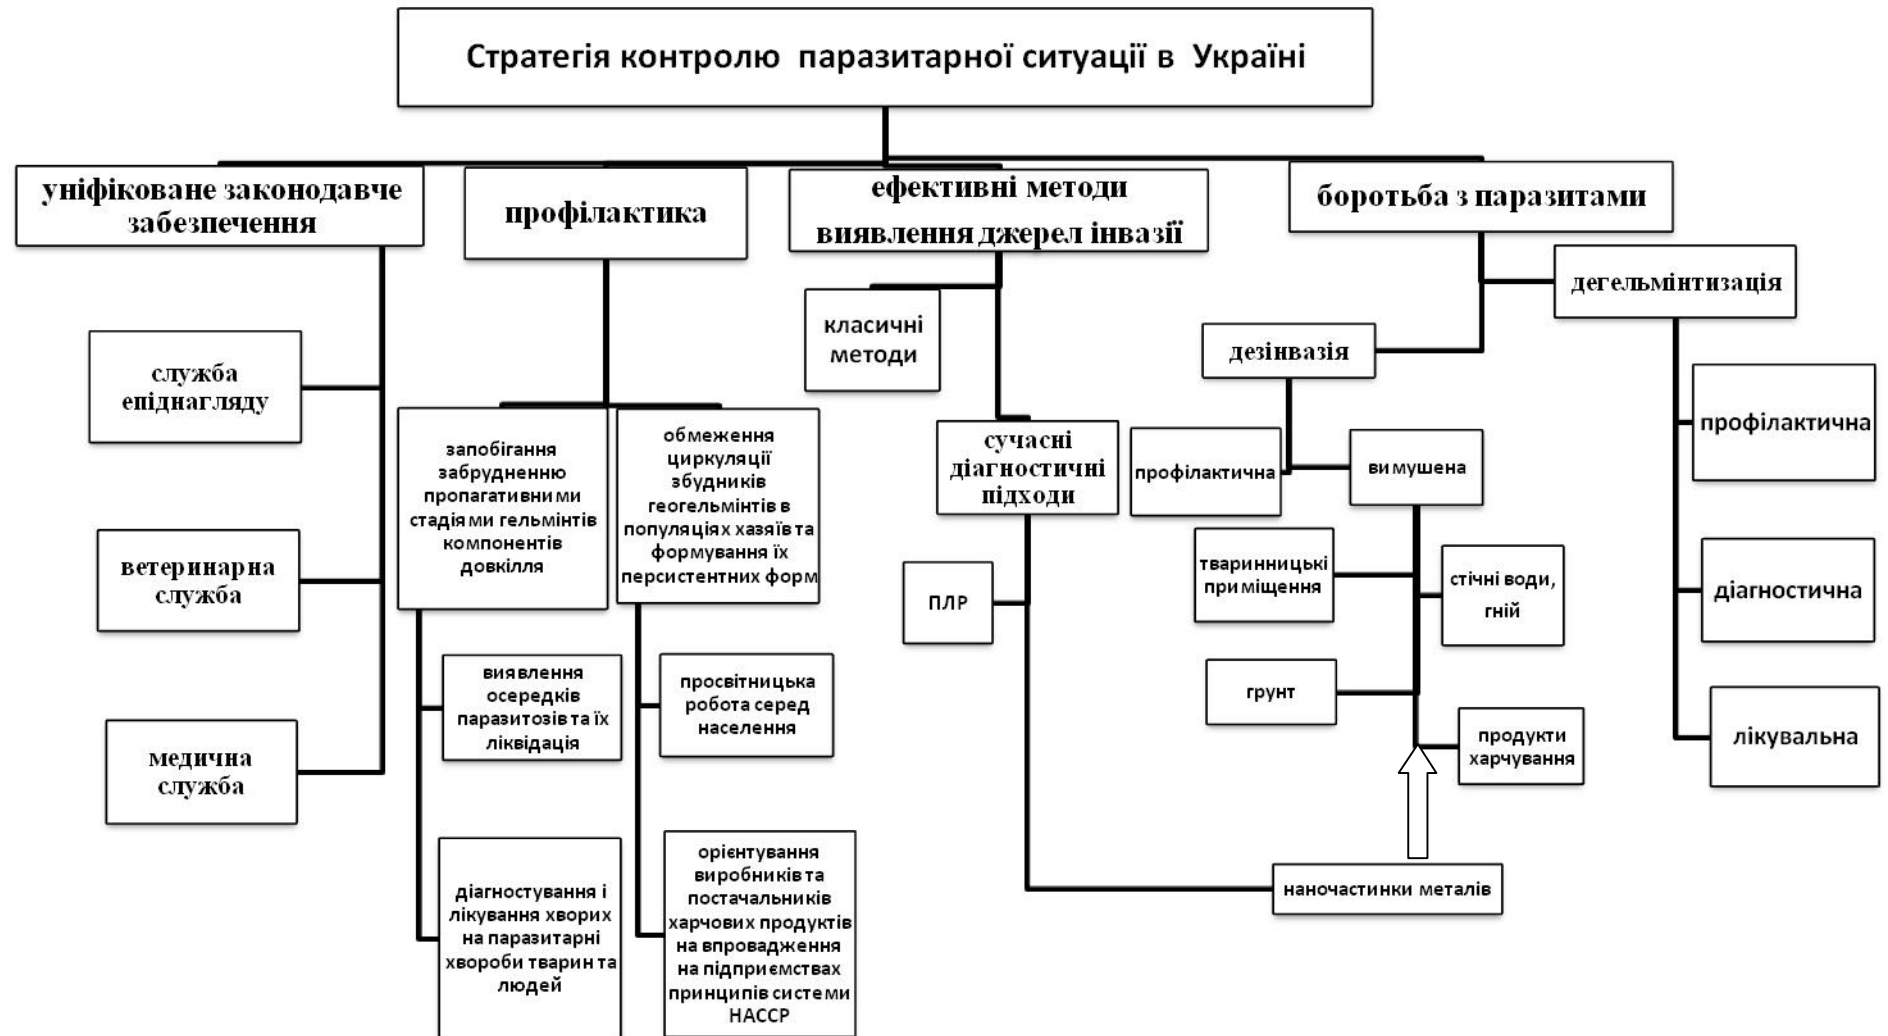 Стратегія контролю паразитарної ситуації в Україні
уніфіковане законодавче
забезпечення
служба
епіднагляду
ветеринарна
служба
медична
служба
профілактика
запобігання
забрудненню
пропагативними
стадіями гельмінтів
компонентів
довкілля
виявлення
осередків
паразитозів та їх
ліквідація
діагностування і
лікування хворих
на паразитарні
хвороби тварин та
людей
обмеження
циркуляції
збудників
геогельмінтів в
популяціях хазяїв та
формування їх
персистентних форм
просвітницька
робота серед
населення
орієнтування
виробників та
постачальників
харчових продуктів
на впровадження
на підприємствах
принципів системи
НАССР
ефективні методи
виявлення джерел інвазії
класичні
методи
сучасні
діагностичні
підходи
ПЛР
наночастинки металів
боротьба з паразитами
дезінвазія
профілактична
вимушена
тваринницькі
приміщення
стічні води,
гній
грунт
продукти
харчування
дегельмінтизація
профілактична
діагностична
лікувальна